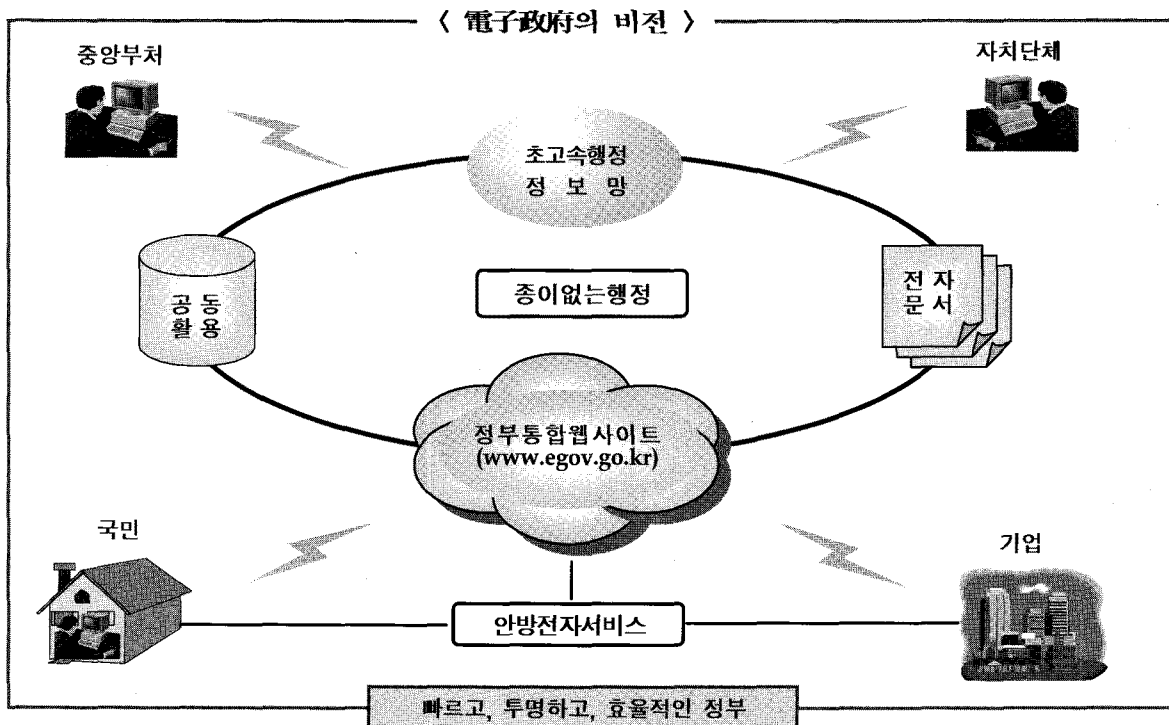 〈 電子政府의 비전 〉
중앙부처
자치단체
초고속행정
정 보 망
공 동
활 용
종이없는행정
전 자
문 서
정부통합웹사이트
(www.egov.go.kr)
국민
기업
안방전자서비스
빠르고, 투명하고, 효율적인 정부